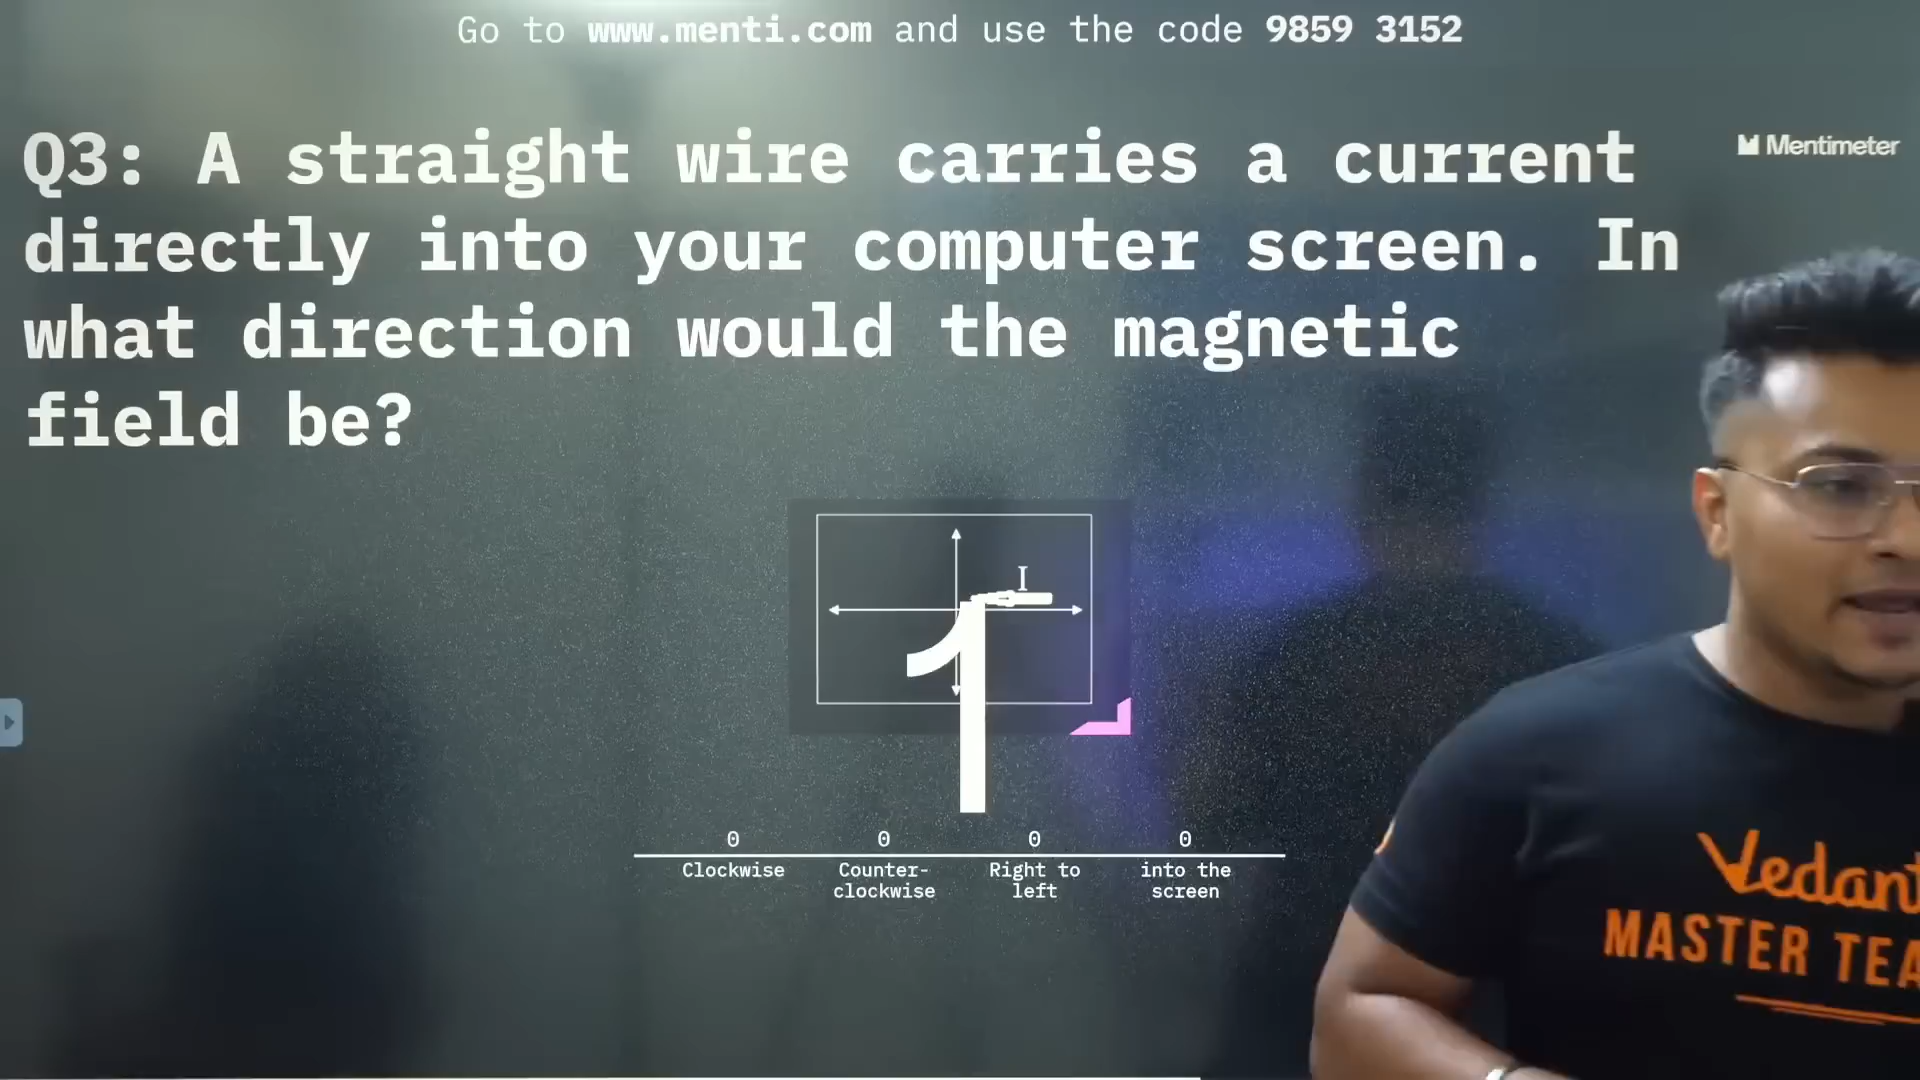 Go to www.menti.com and use the code 9859 3152
Mentimeter
Q3: A straight wire carries a current
directly into your computer screen. In
what direction would the magnetic
field be?
I
1
0 0 0 0
Clockwise Counter-clockwise Right to left into the screen
MASTER